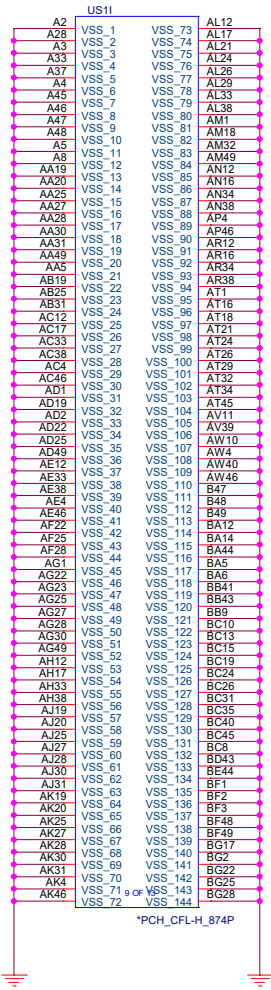 US1I
A2 VSS_1 VSS_73 AL12
A28 VSS_2 VSS_74 AL17
A3 VSS_3 VSS_75 AL21
A33 VSS_4 VSS_76 AL24
A37 VSS_5 VSS_77 AL26
A4 VSS_6 VSS_78 AL29
A45 VSS_7 VSS_79 AL33
A46 VSS_8 VSS_80 AL38
A47 VSS_9 VSS_81 AM1
A48 VSS_10 VSS_82 AM18
A5 VSS_11 VSS_83 AM32
A8 VSS_12 VSS_84 AM49
AA19 VSS_13 VSS_85 AN12
AA20 VSS_14 VSS_86 AN16
AA25 VSS_15 VSS_87 AN34
AA27 VSS_16 VSS_88 AN38
AA28 VSS_17 VSS_89 AP4
AA30 VSS_18 VSS_90 AP46
AA31 VSS_19 VSS_91 AR12
AA49 VSS_20 VSS_92 AR16
AA5 VSS_21 VSS_93 AR34
AB19 VSS_22 VSS_94 AR38
AB25 VSS_23 VSS_95 AT1
AB31 VSS_24 VSS_96 AT16
AC12 VSS_25 VSS_97 AT18
AC17 VSS_26 VSS_98 AT21
AC33 VSS_27 VSS_99 AT24
AC38 VSS_28 VSS_100 AT26
AC4 VSS_29 VSS_101 AT29
AC46 VSS_30 VSS_102 AT32
AD1 VSS_31 VSS_103 AT34
AD19 VSS_32 VSS_104 AT45
AD2 VSS_33 VSS_105 AV11
AD22 VSS_34 VSS_106 AV39
AD25 VSS_35 VSS_107 AW10
AD49 VSS_36 VSS_108 AW4
AE12 VSS_37 VSS_109 AW40
AE33 VSS_38 VSS_110 AW46
AE38 VSS_39 VSS_111 B47
AE4 VSS_40 VSS_112 B48
AE46 VSS_41 VSS_113 B49
AF22 VSS_42 VSS_114 BA12
AF25 VSS_43 VSS_115 BA14
AF28 VSS_44 VSS_116 BA44
AG1 VSS_45 VSS_117 BA5
AG22 VSS_46 VSS_118 BA6
AG23 VSS_47 VSS_119 BB41
AG25 VSS_48 VSS_120 BB43
AG27 VSS_49 VSS_121 BB9
AG28 VSS_50 VSS_122 BC10
AG30 VSS_51 VSS_123 BC13
AG49 VSS_52 VSS_124 BC15
AH12 VSS_53 VSS_125 BC19
AH17 VSS_54 VSS_126 BC24
AH33 VSS_55 VSS_127 BC26
AH38 VSS_56 VSS_128 BC31
AJ19 VSS_57 VSS_129 BC35
AJ20 VSS_58 VSS_130 BC40
AJ25 VSS_59 VSS_131 BC45
AJ27 VSS_60 VSS_132 BC8
AJ28 VSS_61 VSS_133 BD43
AJ30 VSS_62 VSS_134 BE44
AJ31 VSS_63 VSS_135 BF1
AK19 VSS_64 VSS_136 BF2
AK20 VSS_65 VSS_137 BF3
AK25 VSS_66 VSS_138 BF48
AK27 VSS_67 VSS_139 BF49
AK28 VSS_68 VSS_140 BG17
AK30 VSS_69 VSS_141 BG2
AK31 VSS_70 VSS_142 BG22
AK4 VSS_71 9 OF VSS_143 BG25
AK46 VSS_72 VSS_144 BG28
*PCH_CFL-H_874P